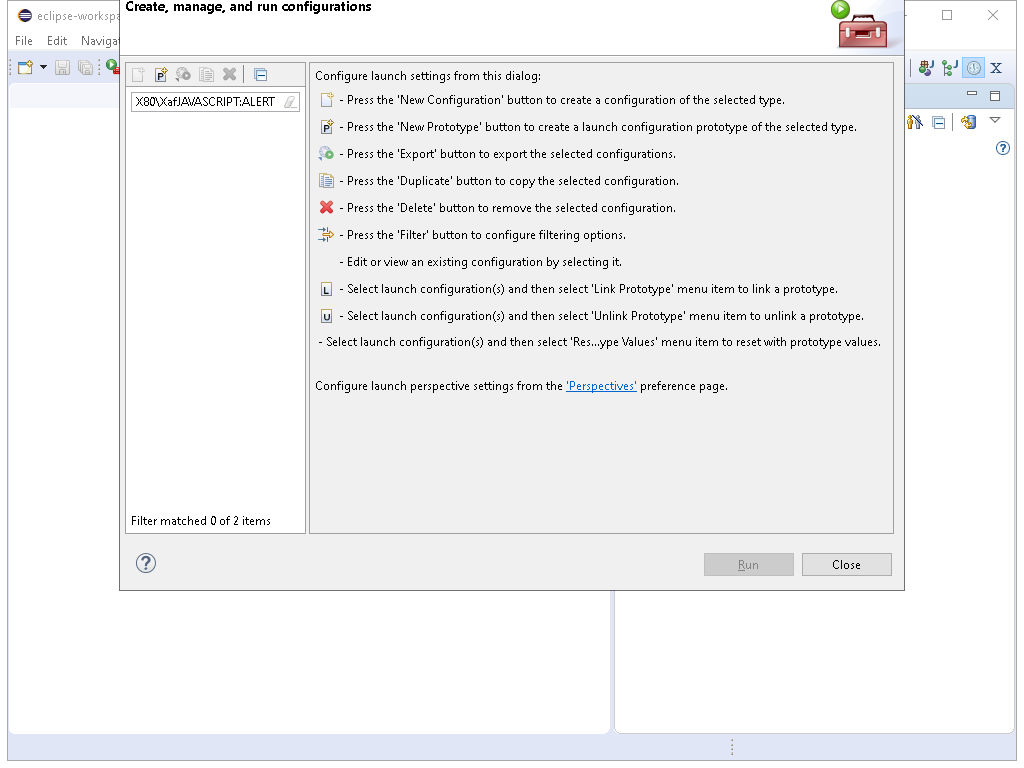 Create, manage, and run configurations
eclipse-workspa
File Edit Naviga
X80\XafJAVASCRIPT:ALERT
Configure launch settings from this dialog:
- Press the 'New Configuration' button to create a configuration of the selected type.
- Press the 'New Prototype' button to create a launch configuration prototype of the selected type.
- Press the 'Export' button to export the selected configurations.
- Press the 'Duplicate' button to copy the selected configuration.
- Press the 'Delete' button to remove the selected configuration.
- Press the 'Filter' button to configure filtering options.
- Edit or view an existing configuration by selecting it.
- Select launch configuration(s) and then select 'Link Prototype' menu item to link a prototype.
- Select launch configuration(s) and then select 'Unlink Prototype' menu item to unlink a prototype.
- Select launch configuration(s) and then select 'Res...ype Values' menu item to reset with prototype values.
Configure launch perspective settings from the 'Perspectives' preference page.
Filter matched 0 of 2 items
Run Close